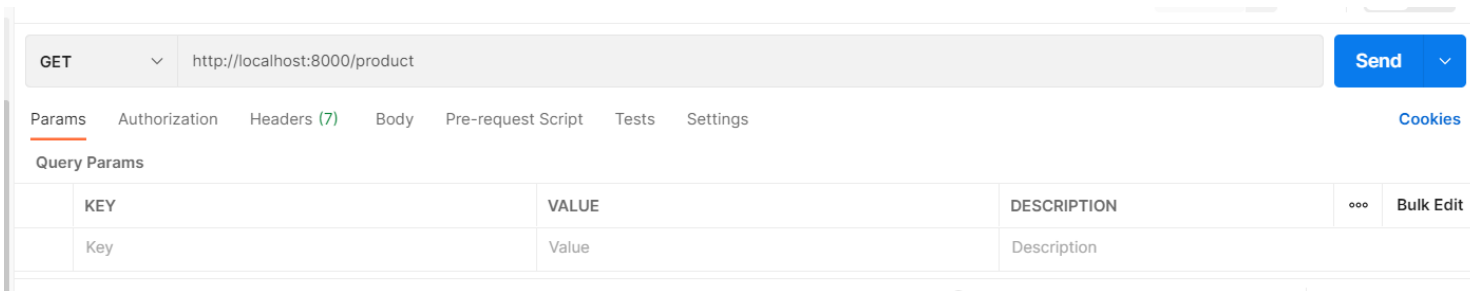 GET http://localhost:8000/product Send
Params Authorization Headers (7) Body Pre-request Script Tests Settings Cookies
Query Params
KEY VALUE DESCRIPTION ooo Bulk Edit
Key Value Description